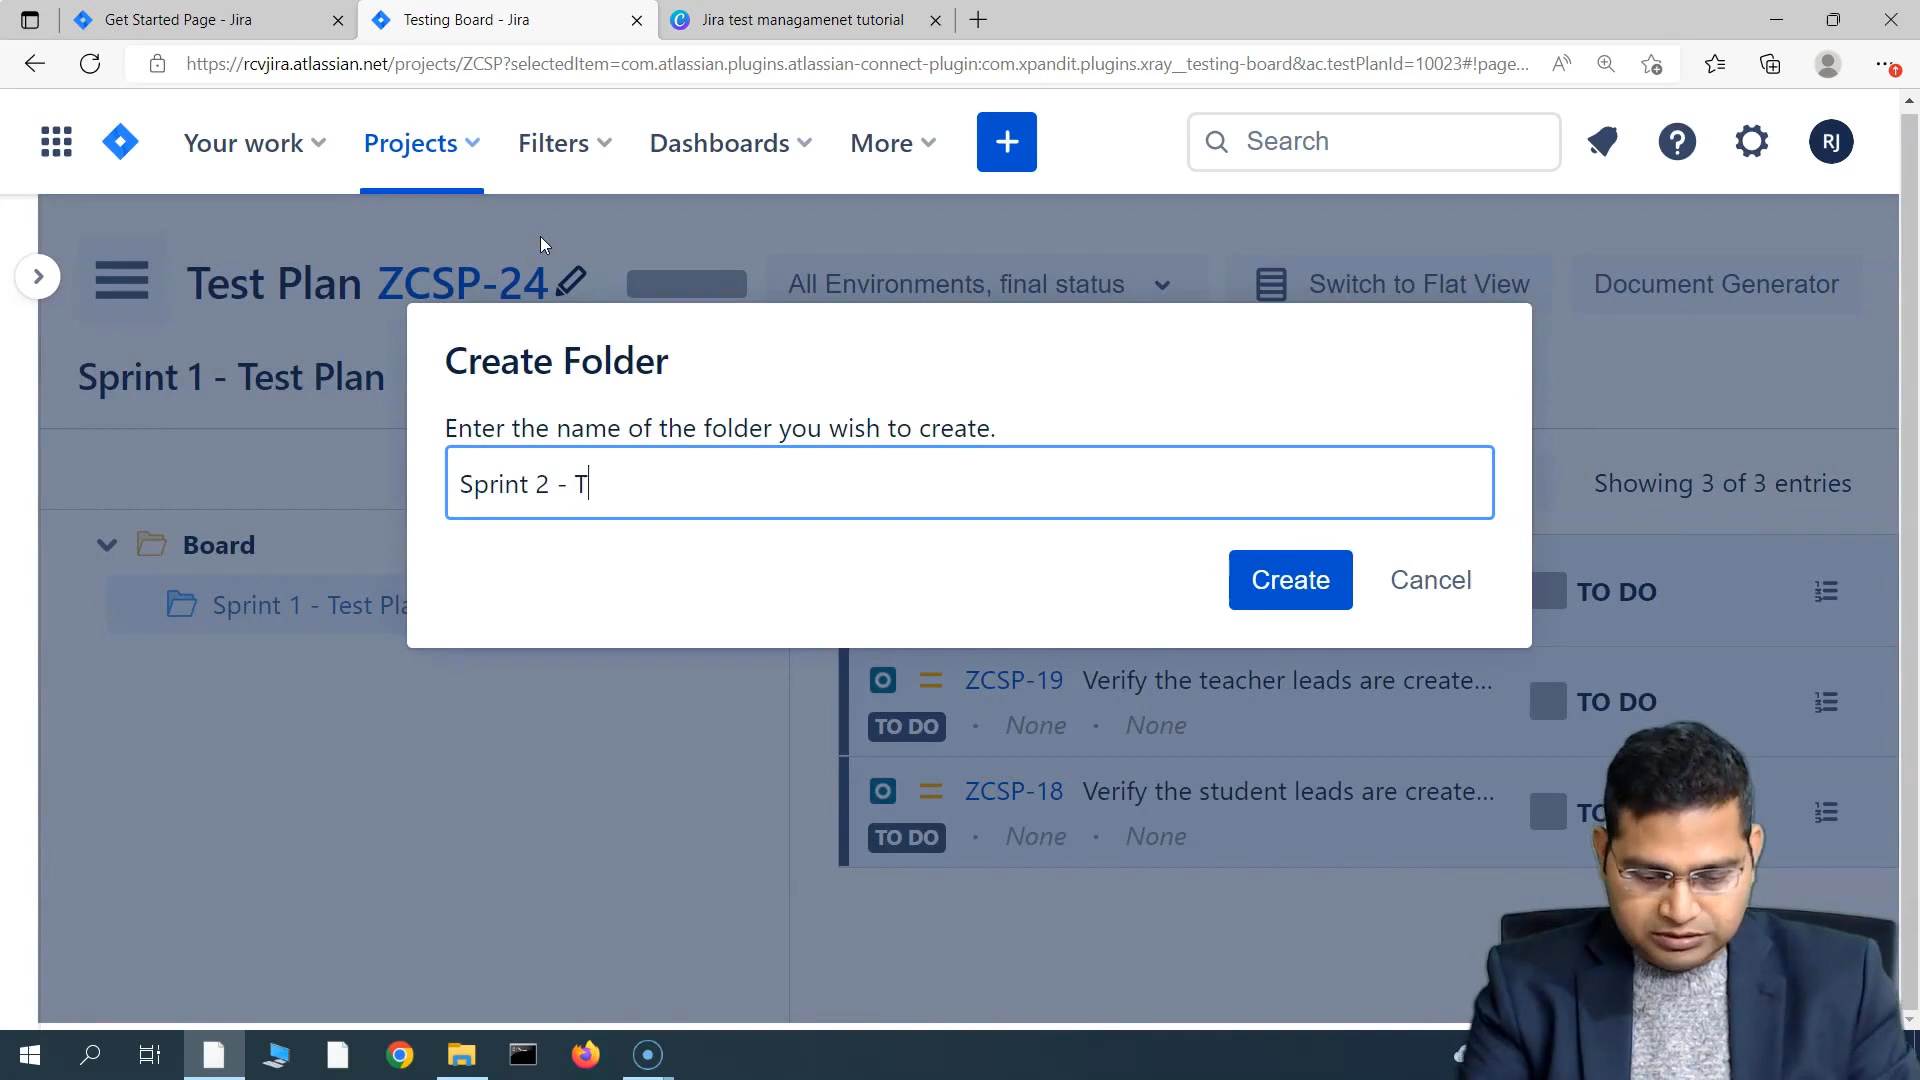 Get Started Page - Jira
Testing Board - Jira
Jira test managamenet tutorial
https://rcvjira.atlassian.net/projects/ZCSP?selectedItem=com.atlassian.plugins.atlassian-connect-plugin:com.xpandit.plugins.xray__testing-board&ac.testPlanId=10023#!page...
Your work
Projects
Filters
Dashboards
More
Search
RJ
Test Plan ZCSP-24
All Environments, final status
Switch to Flat View
Document Generator
Sprint 1 - Test Plan
Create Folder
Enter the name of the folder you wish to create.
Sprint 2 - T
Create
Cancel
Showing 3 of 3 entries
Board
Sprint 1 - Test Pla
TO DO
ZCSP-19 Verify the teacher leads are create...
TO DO
TO DO · None · None
ZCSP-18 Verify the student leads are create...
TO DO · None · None